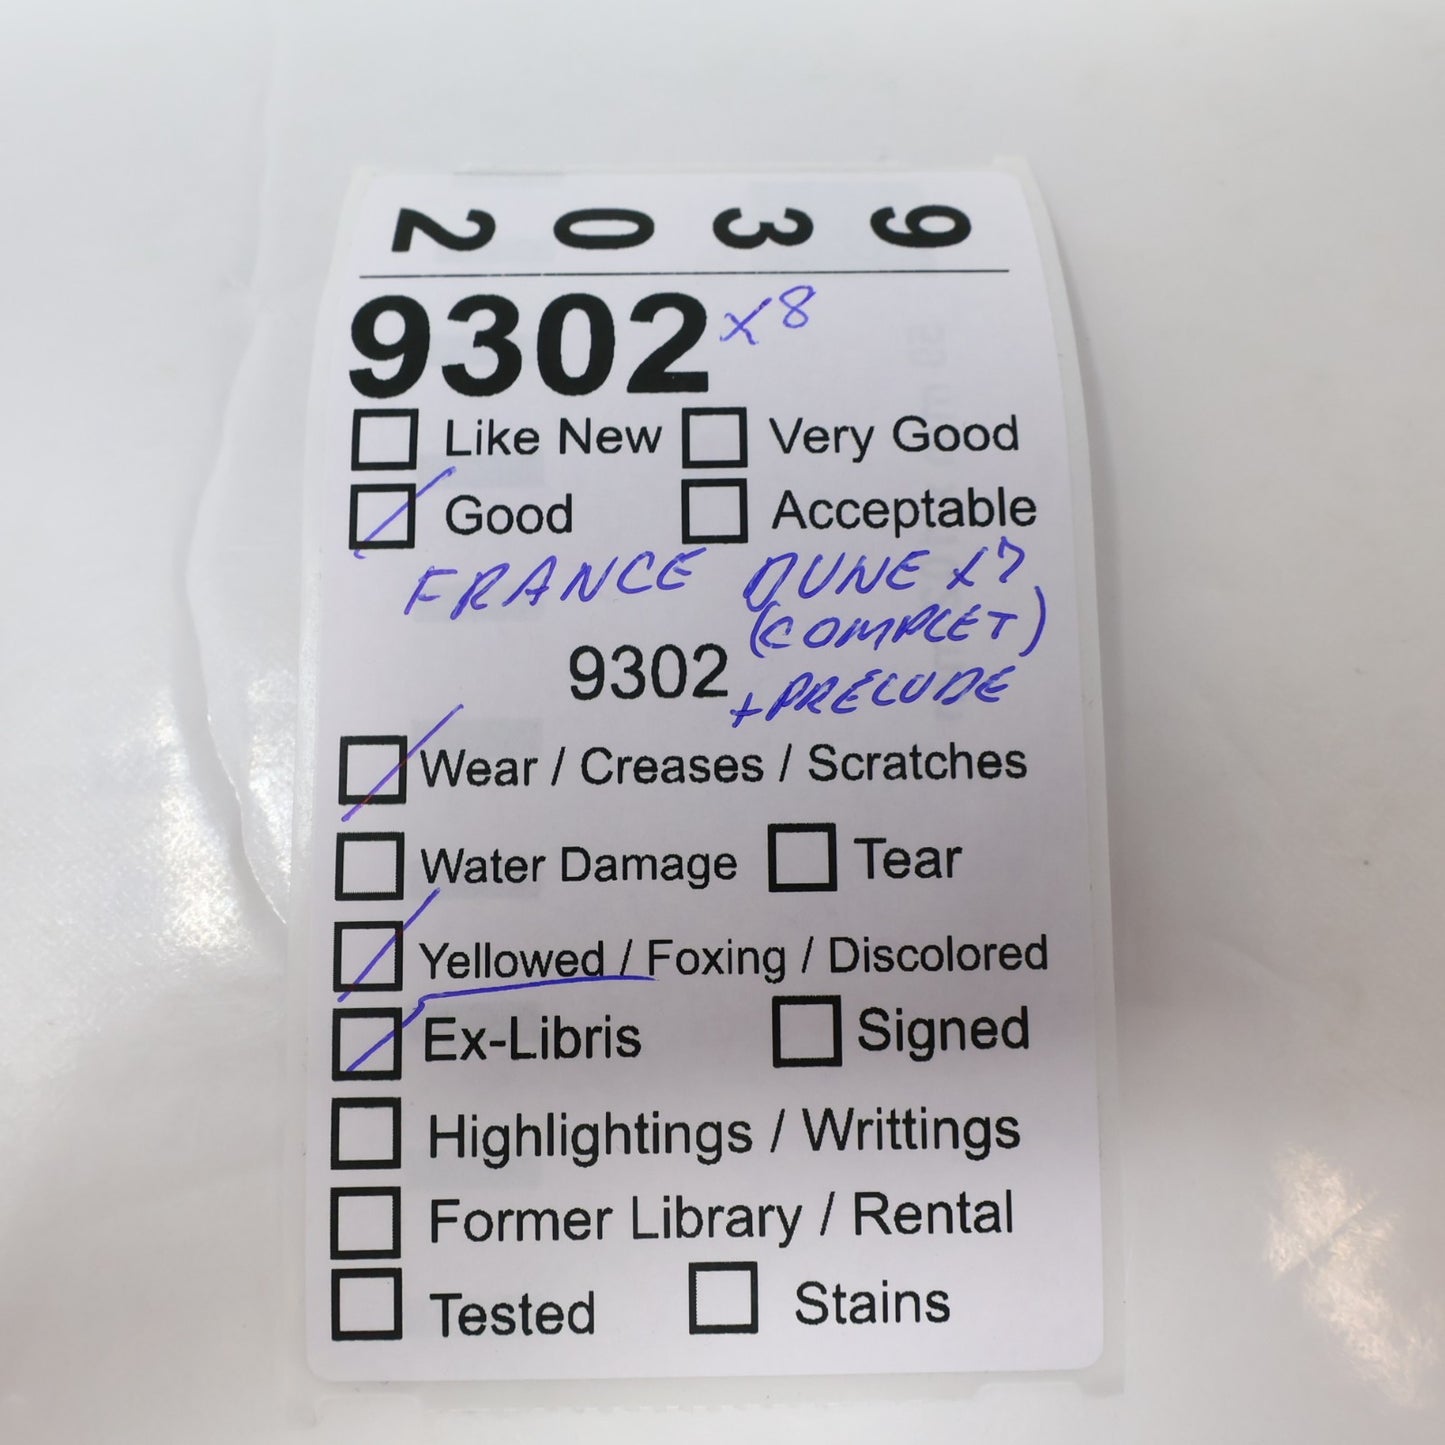 9302
9302 x8
Like New Very Good
Good Acceptable
FRANCE DUNE x7
(COMPLET)
9302 + PRELUDE
Wear / Creases / Scratches
Water Damage Tear
Yellowed / Foxing / Discolored
Ex-Libris Signed
Highlightings / Writtings
Former Library / Rental
Tested Stains